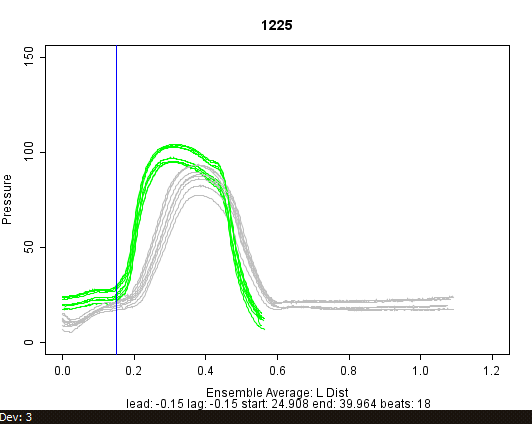 1225
150
100
50
0
Pressure
0.0 0.2 0.4 0.6 0.8 1.0 1.2
Ensemble Average: L Dist
lead: -0.15 lag: -0.15 start: 24.908 end: 39.964 beats: 18
Dev: 3